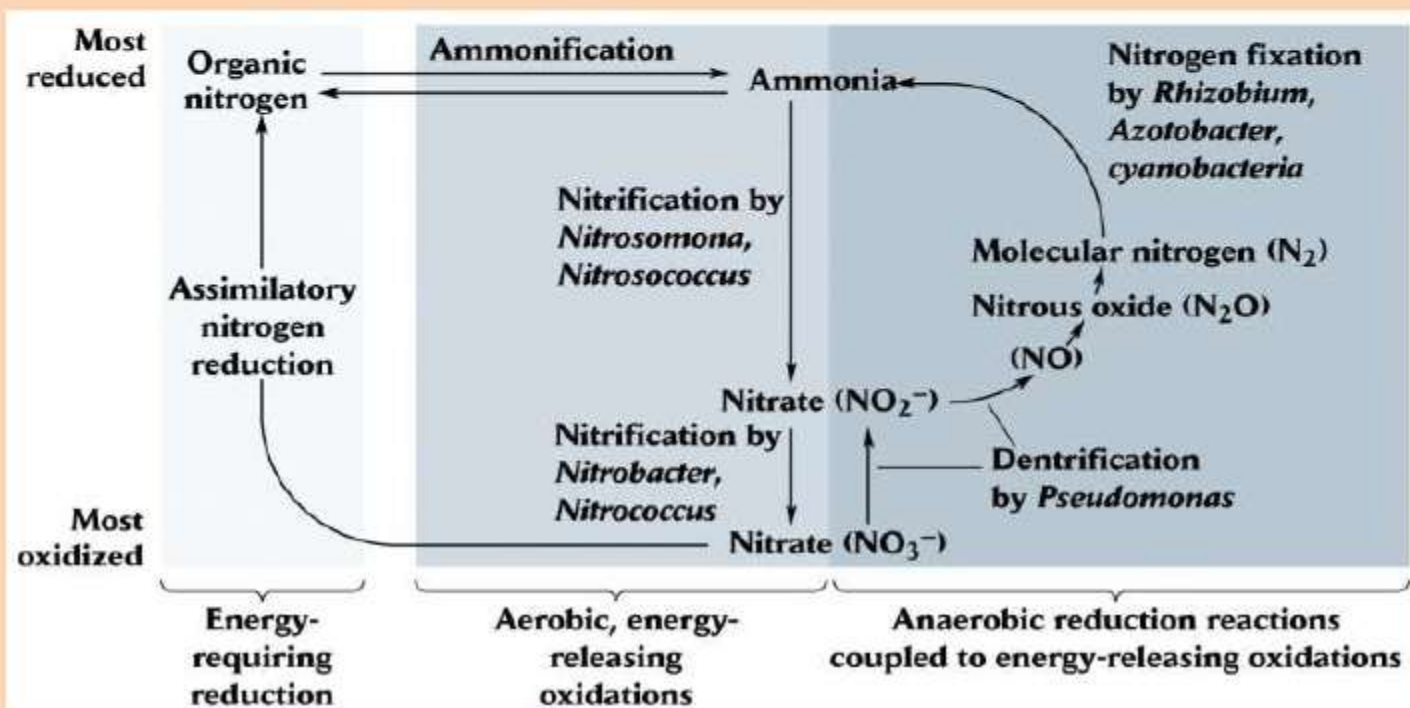 Most
reduced
Organic
nitrogen
Ammonification
Ammonia
Nitrogen fixation
by Rhizobium,
Azotobacter,
cyanobacteria
Nitrification by
Nitrosomona,
Nitrosococcus
Molecular nitrogen (N₂)
Nitrous oxide (N₂O)
(NO)
Assimilatory
nitrogen
reduction
Nitrate (NO₂⁻)
Nitrification by
Nitrobacter,
Nitrococcus
Dentrification
by Pseudomonas
Most
oxidized
Nitrate (NO₃⁻)
Energy-
requiring
reduction
Aerobic, energy-
releasing
oxidations
Anaerobic reduction reactions
coupled to energy-releasing oxidations